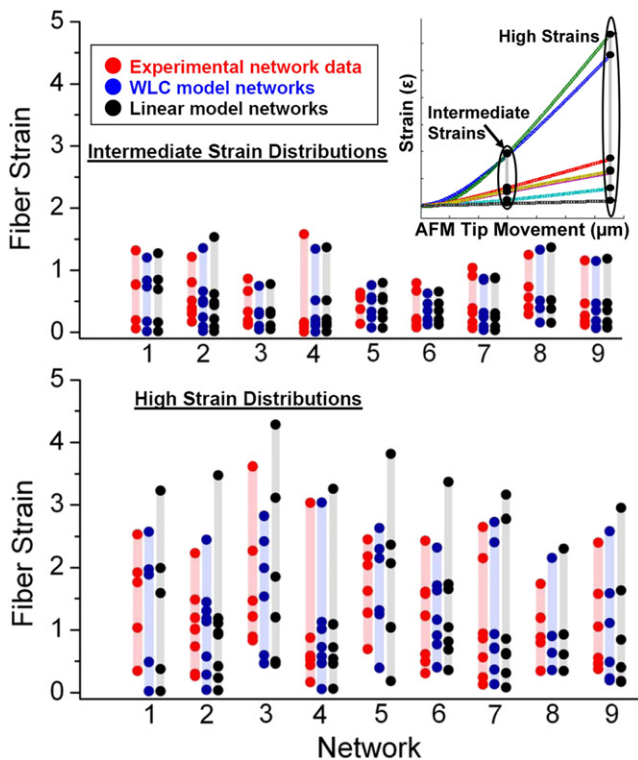 5
4
3
2
1
0
Fiber Strain
Experimental network data
WLC model networks
Linear model networks
Intermediate Strain Distributions
High Strains
Intermediate
Strains
Strain (ε)
AFM Tip Movement (µm)
1 2 3 4 5 6 7 8 9
5
4
3
2
1
0
Fiber Strain
High Strain Distributions
1 2 3 4 5 6 7 8 9
Network